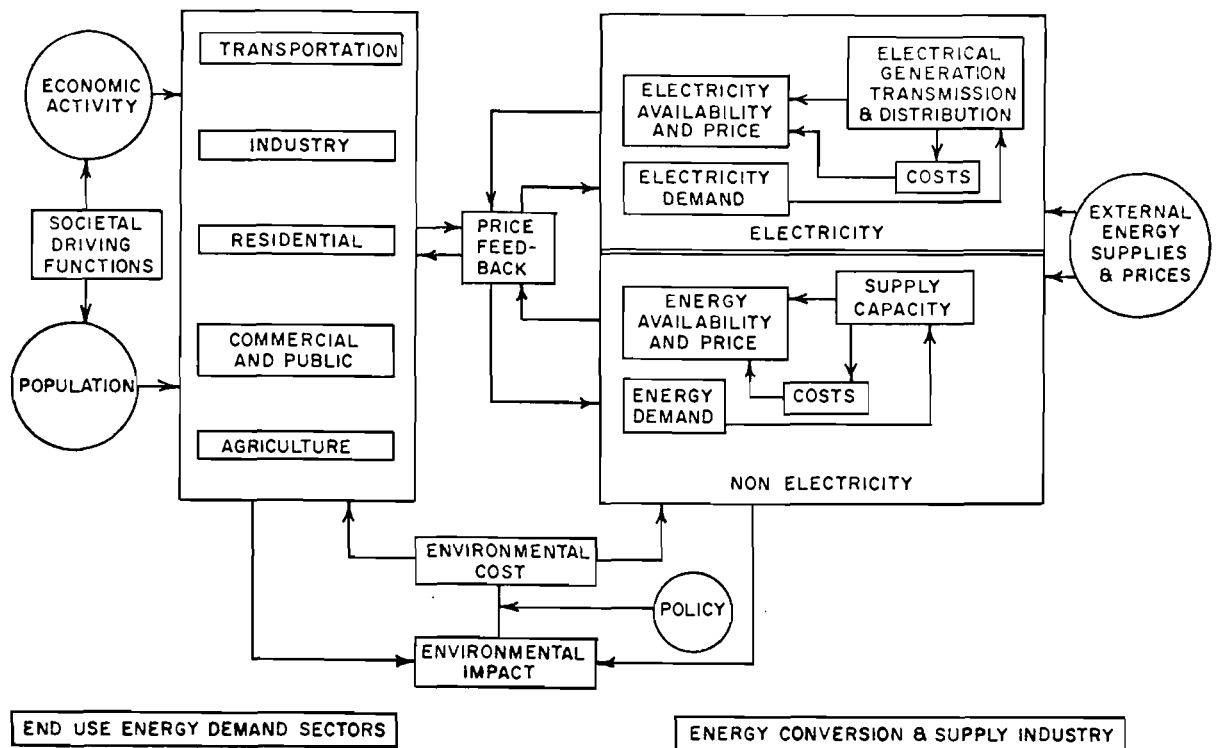 ECONOMIC
ACTIVITY
SOCIETAL
DRIVING
FUNCTIONS
POPULATION
TRANSPORTATION
INDUSTRY
RESIDENTIAL
COMMERCIAL
AND PUBLIC
AGRICULTURE
PRICE
FEED-
BACK
ELECTRICITY
AVAILABILITY
AND PRICE
ELECTRICAL
GENERATION
TRANSMISSION
& DISTRIBUTION
COSTS
ELECTRICITY
DEMAND
ELECTRICITY
ENERGY
AVAILABILITY
AND PRICE
SUPPLY
CAPACITY
COSTS
ENERGY
DEMAND
NON ELECTRICITY
EXTERNAL
ENERGY
SUPPLIES
& PRICES
ENVIRONMENTAL
COST
POLICY
ENVIRONMENTAL
IMPACT
END USE ENERGY DEMAND SECTORS
ENERGY CONVERSION & SUPPLY INDUSTRY